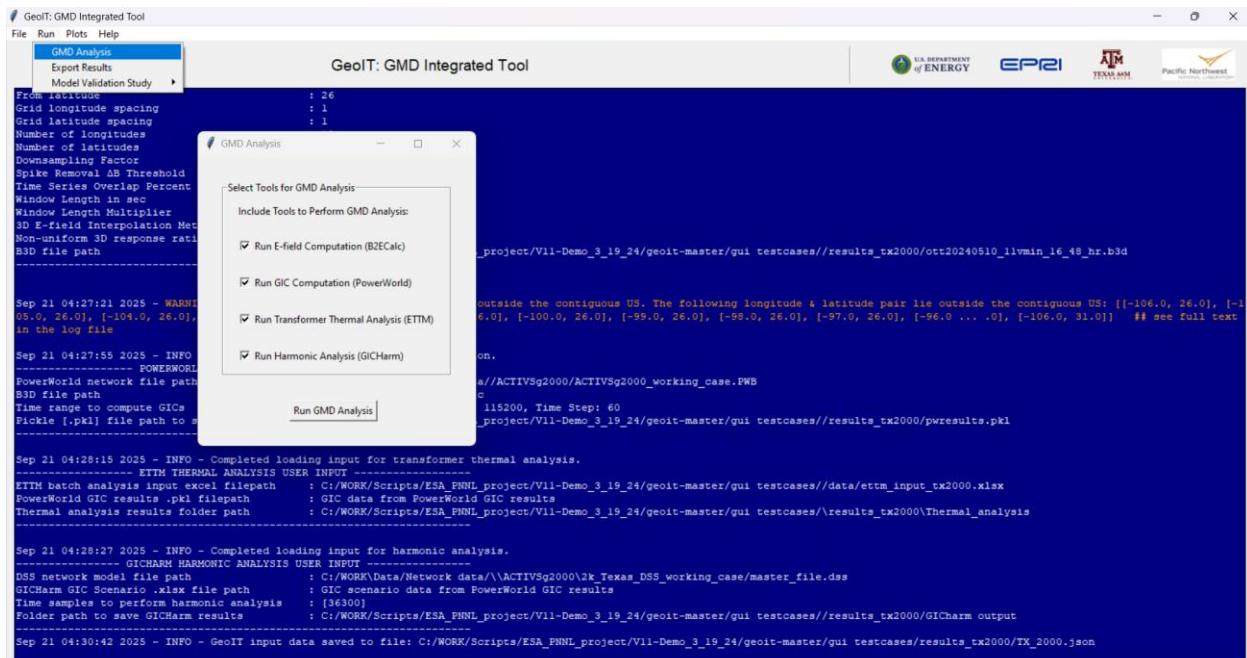 GeoIT: GMD Integrated Tool
File Run Plots Help
GMD Analysis
Export Results
Model Validation Study
GeoIT: GMD Integrated Tool
U.S. DEPARTMENT of ENERGY
EPRI
ATM TEXAS A&M UNIVERSITY
Pacific Northwest NATIONAL LABORATORY
From latitude : 26
Grid longitude spacing : 1
Grid latitude spacing : 1
Number of longitudes
Number of latitudes
Downsampling Factor
Spike Removal ΔB Threshold
Time Series Overlap Percent
Window Length in sec
Window Length Multiplier
3D E-field Interpolation Met
Non-uniform 3D response rati
B3D file path _project/V11-Demo_3_19_24/geoit-master/gui testcases//results_tx2000/ott20240510_11vmin_16_48_hr.b3d
GMD Analysis
Select Tools for GMD Analysis
Include Tools to Perform GMD Analysis:
Run E-field Computation (B2ECalc)
Run GIC Computation (PowerWorld)
Run Transformer Thermal Analysis (ETTM)
Run Harmonic Analysis (GICHarm)
Run GMD Analysis
Sep 21 04:27:21 2025 - WARNI outside the contiguous US. The following longitude & latitude pair lie outside the contiguous US: [[-106.0, 26.0], [-1
05.0, 26.0], [-104.0, 26.0], 6.0], [-100.0, 26.0], [-99.0, 26.0], [-98.0, 26.0], [-97.0, 26.0], [-96.0 ... .0], [-106.0, 31.0]] ## see full text
in the log file
Sep 21 04:27:55 2025 - INFO on.
------------------ POWERWORL
PowerWorld network file path a//ACTIVSg2000/ACTIVSg2000_working_case.PWB
B3D file path c
Time range to compute GICs 115200, Time Step: 60
Pickle [.pkl] file path to s _project/V11-Demo_3_19_24/geoit-master/gui testcases//results_tx2000/pwresults.pkl
Sep 21 04:28:15 2025 - INFO - Completed loading input for transformer thermal analysis.
------------------ ETTM THERMAL ANALYSIS USER INPUT ------------------
ETTM batch analysis input excel filepath : C:/WORK/Scripts/ESA_PNNL_project/V11-Demo_3_19_24/geoit-master/gui testcases//data/ettm_input_tx2000.xlsx
PowerWorld GIC results .pkl filepath : GIC data from PowerWorld GIC results
Thermal analysis results folder path : C:/WORK/Scripts/ESA_PNNL_project/V11-Demo_3_19_24/geoit-master/gui testcases/\results_tx2000\Thermal_analysis
Sep 21 04:28:27 2025 - INFO - Completed loading input for harmonic analysis.
---------------- GICHARM HARMONIC ANALYSIS USER INPUT ----------------
DSS network model file path : C:/WORK\Data/Network data/\\ACTIVSg2000\2k_Texas_DSS_working_case/master_file.dss
GICHarm GIC Scenario .xlsx file path : GIC scenario data from PowerWorld GIC results
Time samples to perform harmonic analysis : [36300]
Folder path to save GICHarm results : C:/WORK/Scripts/ESA_PNNL_project/V11-Demo_3_19_24/geoit-master/gui testcases//results_tx2000/GICharm output
Sep 21 04:30:42 2025 - INFO - GeoIT input data saved to file: C:/WORK/Scripts/ESA_PNNL_project/V11-Demo_3_19_24/geoit-master/gui testcases/results_tx2000/TX_2000.json